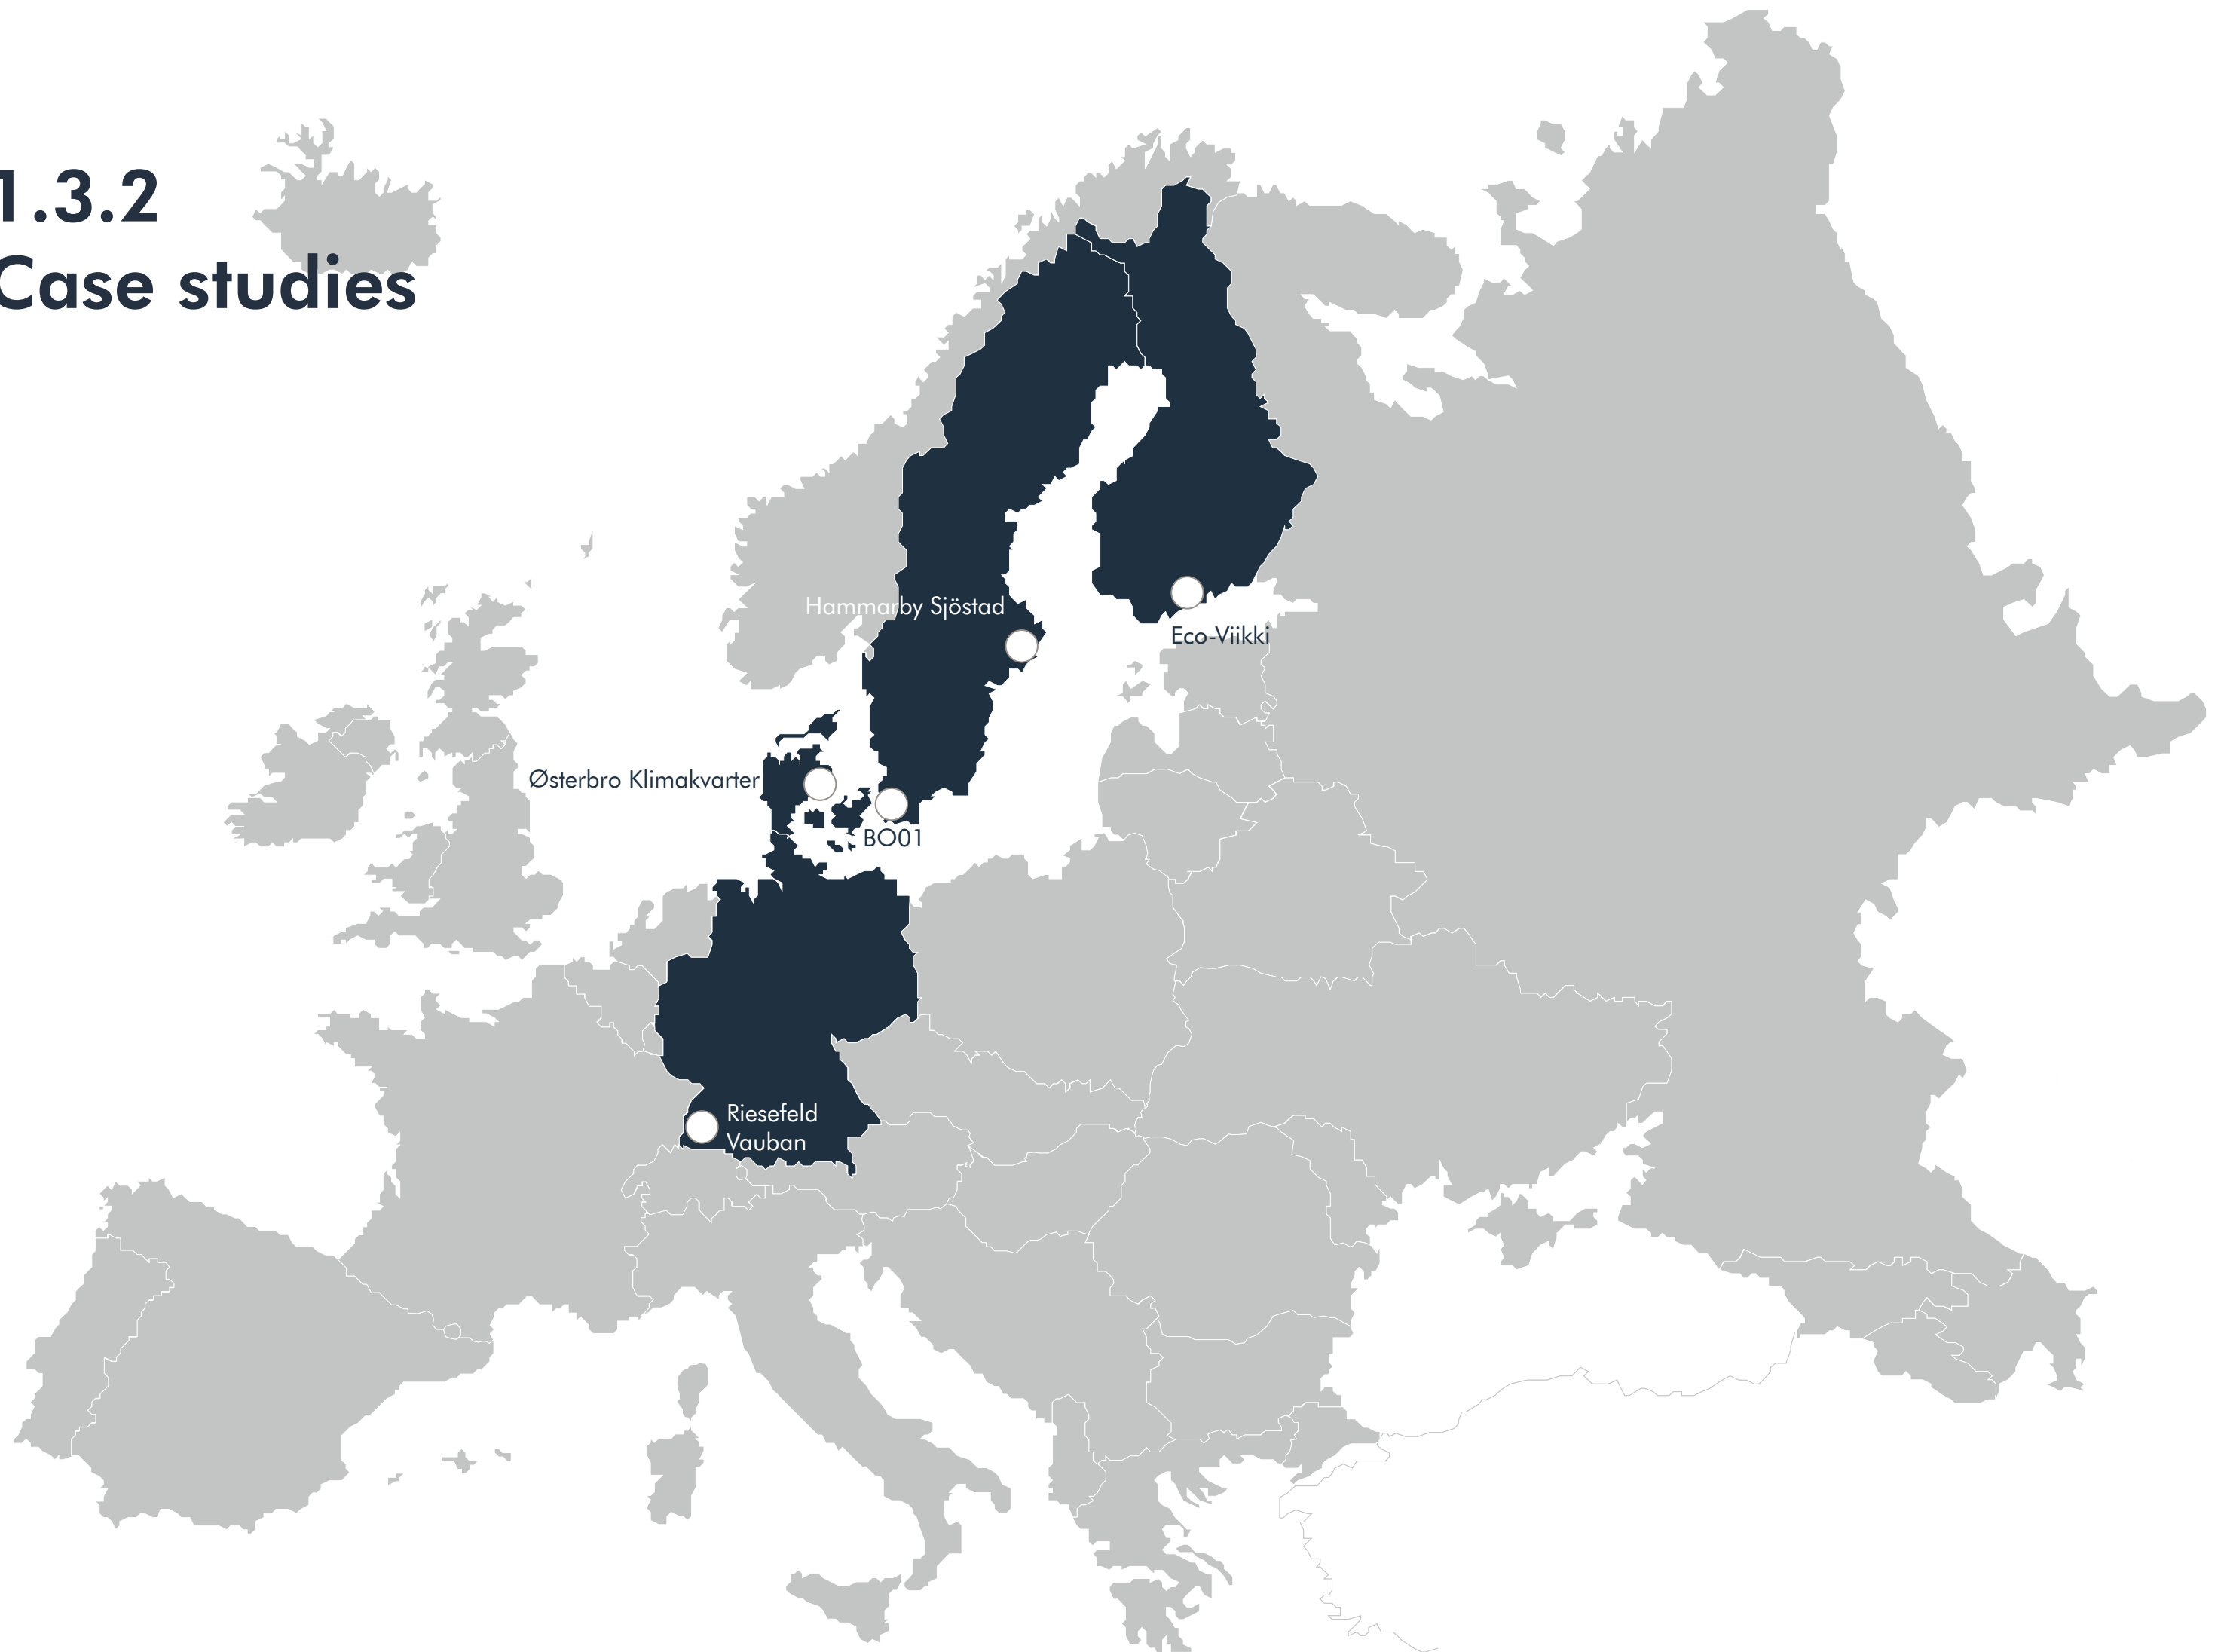 1.3.2
Case studies
Hammarby Sjöstad
Eco-Viikki
Østerbro Klimakvarter
BO01
Riesefeld
Vauban